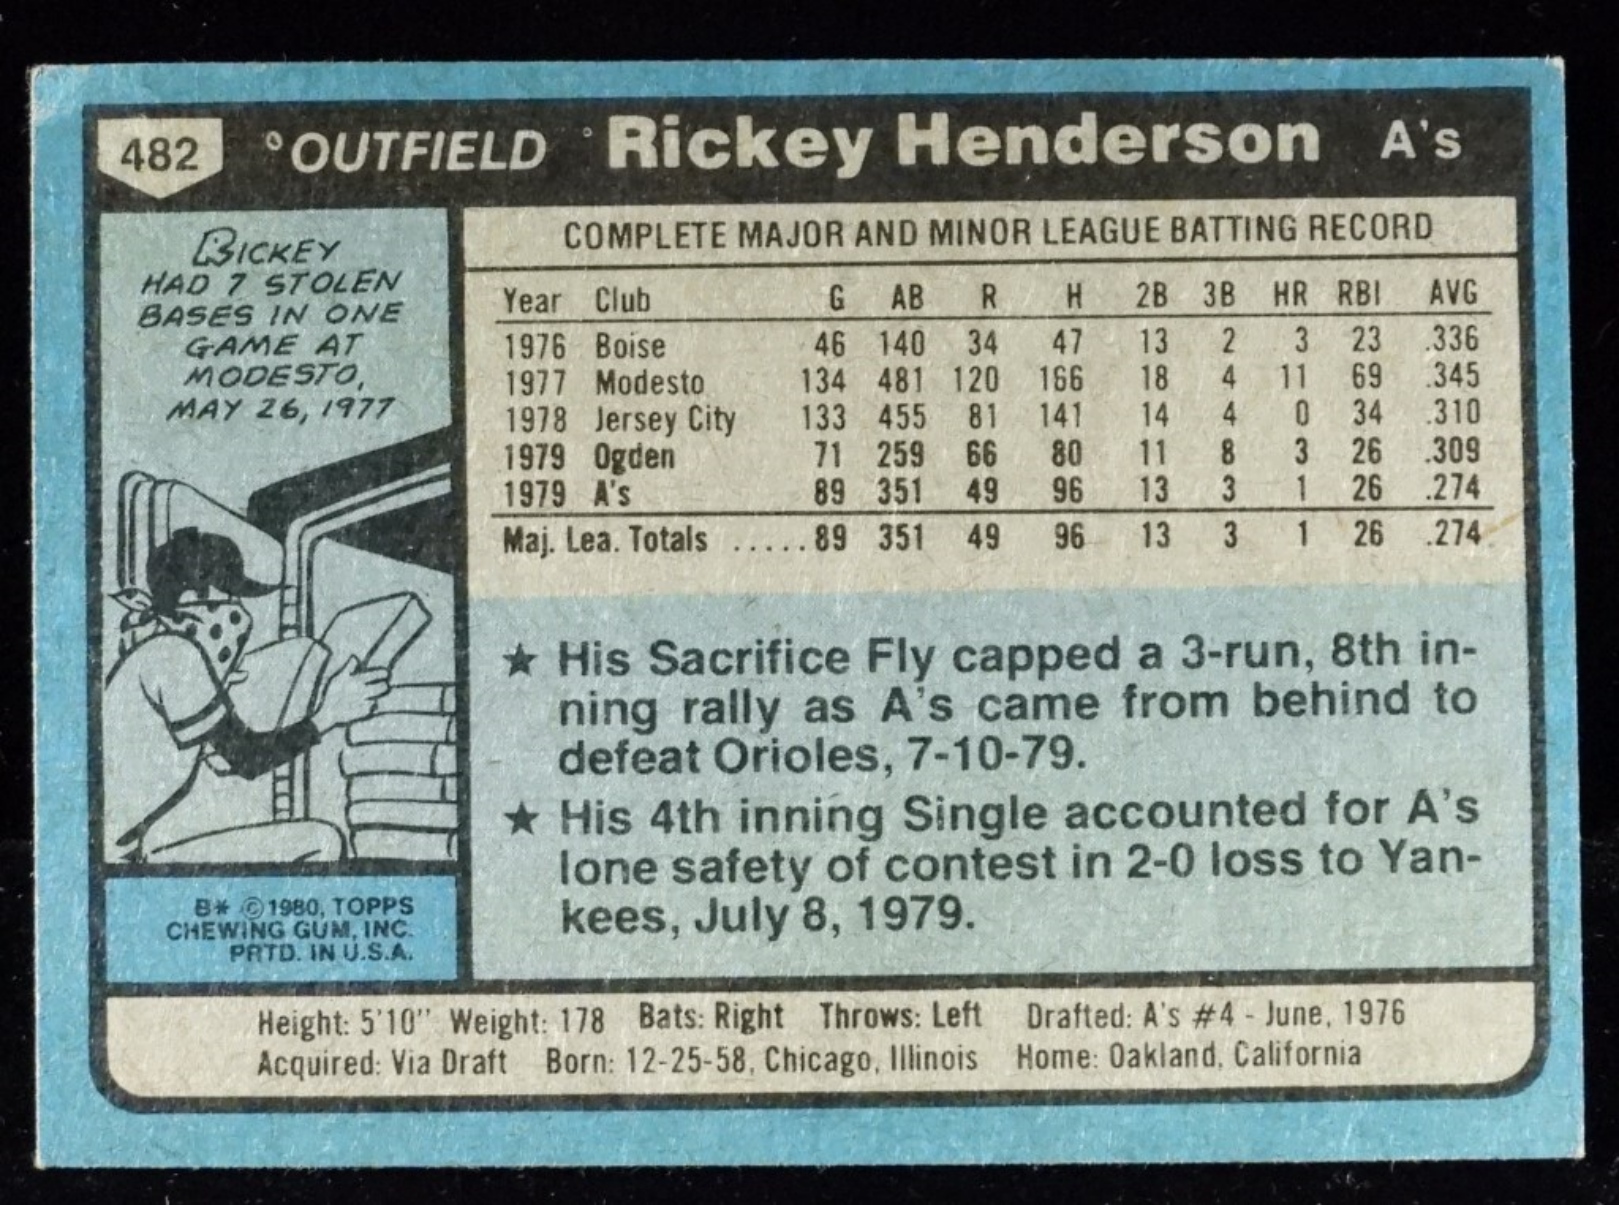 482 °OUTFIELD ° Rickey Henderson A's
RICKEY
HAD 7 STOLEN
BASES IN ONE
GAME AT
MODESTO,
MAY 26, 1977
COMPLETE MAJOR AND MINOR LEAGUE BATTING RECORD
Year Club G AB R H 2B 3B HR RBI AVG
1976 Boise 46 140 34 47 13 2 3 23 .336
1977 Modesto 134 481 120 166 18 4 11 69 .345
1978 Jersey City 133 455 81 141 14 4 0 34 .310
1979 Ogden 71 259 66 80 11 8 3 26 .309
1979 A's 89 351 49 96 13 3 1 26 .274
Maj. Lea. Totals .....89 351 49 96 13 3 1 26 .274
★ His Sacrifice Fly capped a 3-run, 8th in-
ning rally as A's came from behind to
defeat Orioles, 7-10-79.
★ His 4th inning Single accounted for A's
lone safety of contest in 2-0 loss to Yan-
kees, July 8, 1979.
B* ©1980, TOPPS
CHEWING GUM, INC.
PRTD. IN U.S.A.
Height: 5'10" Weight: 178 Bats: Right Throws: Left Drafted: A's #4 - June, 1976
Acquired: Via Draft Born: 12-25-58, Chicago, Illinois Home: Oakland, California